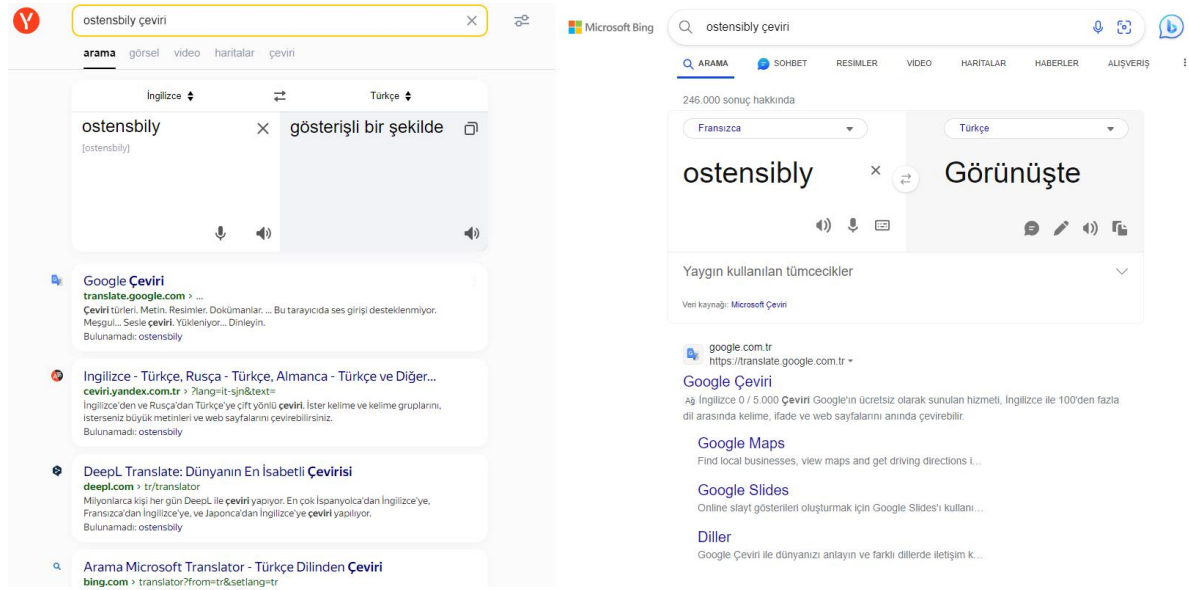 Y
ostensbily çeviri
arama görsel video haritalar çeviri
İngilizce Türkçe
ostensbily
gösterişli bir şekilde
[ostensbily]
Google Çeviri
translate.google.com › ...
Çeviri türleri. Metin. Resimler. Dokümanlar. ... Bu tarayıcıda ses girişi desteklenmiyor.
Meşgul... Sesle çeviri. Yükleniyor... Dinleyin.
Bulunamadı: ostensbily
Ingilizce - Türkçe, Rusça - Türkçe, Almanca - Türkçe ve Diğer...
ceviri.yandex.com.tr › ?lang=it-sjn&text=
İngilizce'den ve Rusça'dan Türkçe'ye çift yönlü çeviri. İster kelime ve kelime gruplarını,
isterseniz büyük metinleri ve web sayfalarını çevirebilirsiniz.
Bulunamadı: ostensbily
DeepL Translate: Dünyanın En İsabetli Çevirisi
deepl.com › tr/translator
Milyonlarca kişi her gün DeepL ile çeviri yapıyor. En çok İspanyolca'dan İngilizce'ye,
Fransızca'dan İngilizce'ye, ve Japonca'dan İngilizce'ye çeviri yapılıyor.
Bulunamadı: ostensbily
Arama Microsoft Translator - Türkçe Dilinden Çeviri
bing.com › translator?from=tr&setlang=tr
Microsoft Bing
ostensibly çeviri
ARAMA SOHBET RESİMLER VİDEO HARİTALAR HABERLER ALIŞVERİŞ
246.000 sonuç hakkında
Fransızca Türkçe
ostensibly
Görünüşte
Yaygın kullanılan tümcecikler
Veri kaynağı: Microsoft Çeviri
google.com.tr
https://translate.google.com.tr
Google Çeviri
Ağ İngilizce 0 / 5.000 Çeviri Google'ın ücretsiz olarak sunulan hizmeti, İngilizce ile 100'den fazla
dil arasında kelime, ifade ve web sayfalarını anında çevirebilir.
Google Maps
Find local businesses, view maps and get driving directions i...
Google Slides
Online slayt gösterileri oluşturmak için Google Slides'ı kullanı...
Diller
Google Çeviri ile dünyanızı anlayın ve farklı dillerde iletişim k...